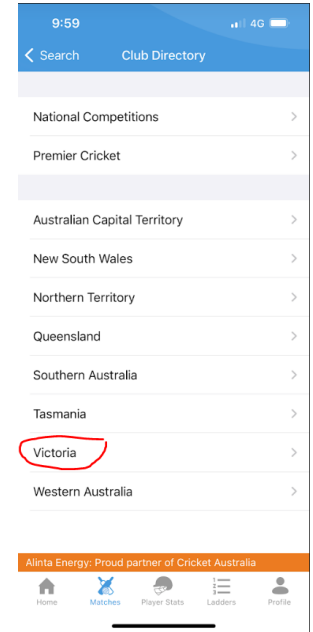 9:59
4G
Search
Club Directory
National Competitions
Premier Cricket
Australian Capital Territory
New South Wales
Northern Territory
Queensland
Southern Australia
Tasmania
Victoria
Western Australia
Alinta Energy: Proud partner of Cricket Australia
Home Matches Player Stats Ladders Profile